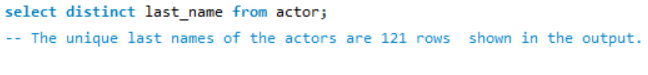 select distinct last_name from actor;
-- The unique last names of the actors are 121 rows  shown in the output.